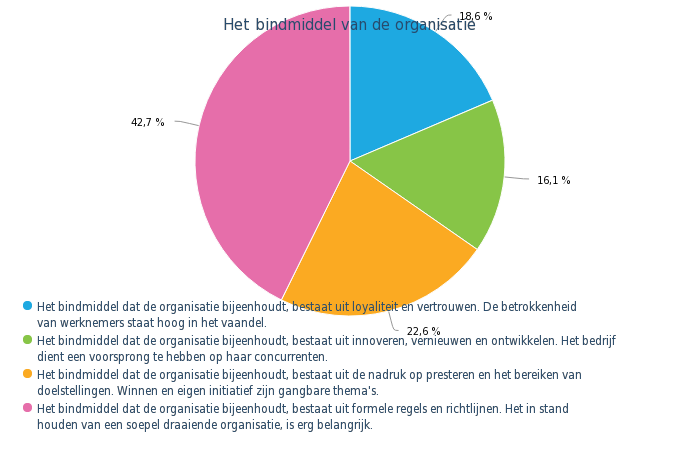 Het bindmiddel van de organisatie
18,6 %
42,7 %
16,1 %
22,6 %
Het bindmiddel dat de organisatie bijeenhoudt, bestaat uit loyaliteit en vertrouwen. De betrokkenheid
van werknemers staat hoog in het vaandel.
Het bindmiddel dat de organisatie bijeenhoudt, bestaat uit innoveren, vernieuwen en ontwikkelen. Het bedrijf
dient een voorsprong te hebben op haar concurrenten.
Het bindmiddel dat de organisatie bijeenhoudt, bestaat uit de nadruk op presteren en het bereiken van
doelstellingen. Winnen en eigen initiatief zijn gangbare thema's.
Het bindmiddel dat de organisatie bijeenhoudt, bestaat uit formele regels en richtlijnen. Het in stand
houden van een soepel draaiende organisatie, is erg belangrijk.